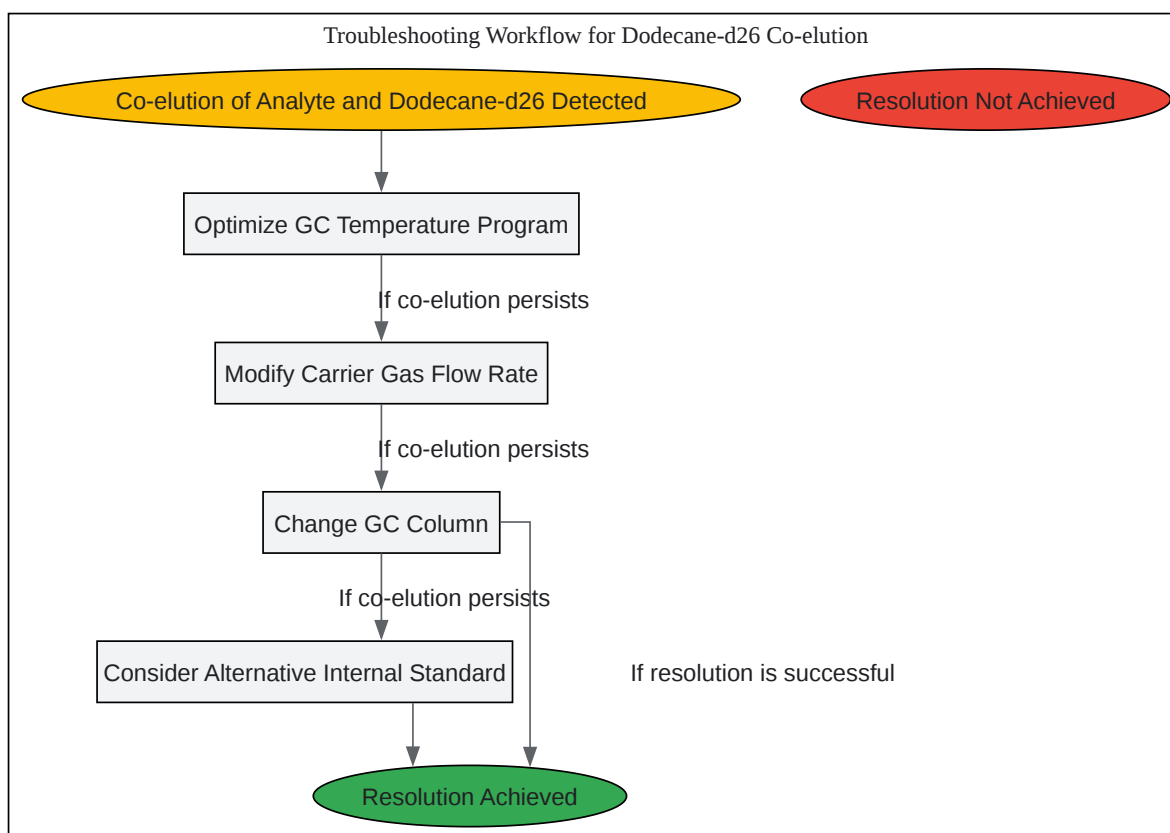 Troubleshooting Workflow for Dodecane-d26 Co-elution
Co-elution of Analyte and Dodecane-d26 Detected
Resolution Not Achieved
Optimize GC Temperature Program
If co-elution persists
Modify Carrier Gas Flow Rate
If co-elution persists
Change GC Column
If co-elution persists
Consider Alternative Internal Standard
If resolution is successful
Resolution Achieved